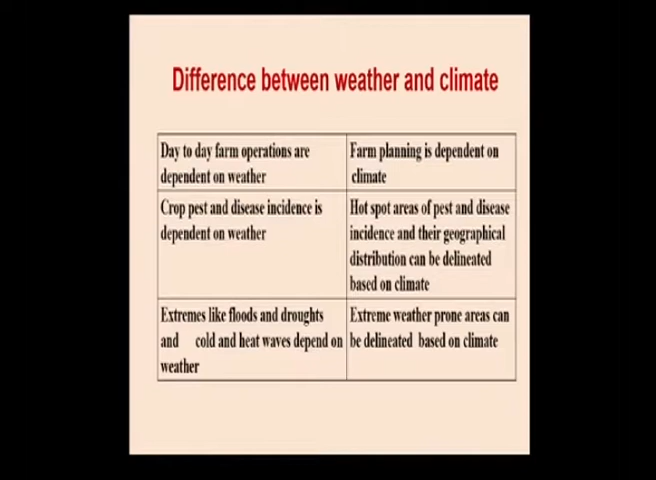 Difference between weather and climate
Day to day farm operations are
dependent on weather
Farm planning is dependent on
climate
Crop pest and disease incidence is
dependent on weather
Hot spot areas of pest and disease
incidence and their geographical
distribution can be delineated
based on climate
Extremes like floods and droughts
and cold and heat waves depend on
weather
Extreme weather prone areas can
be delineated based on climate